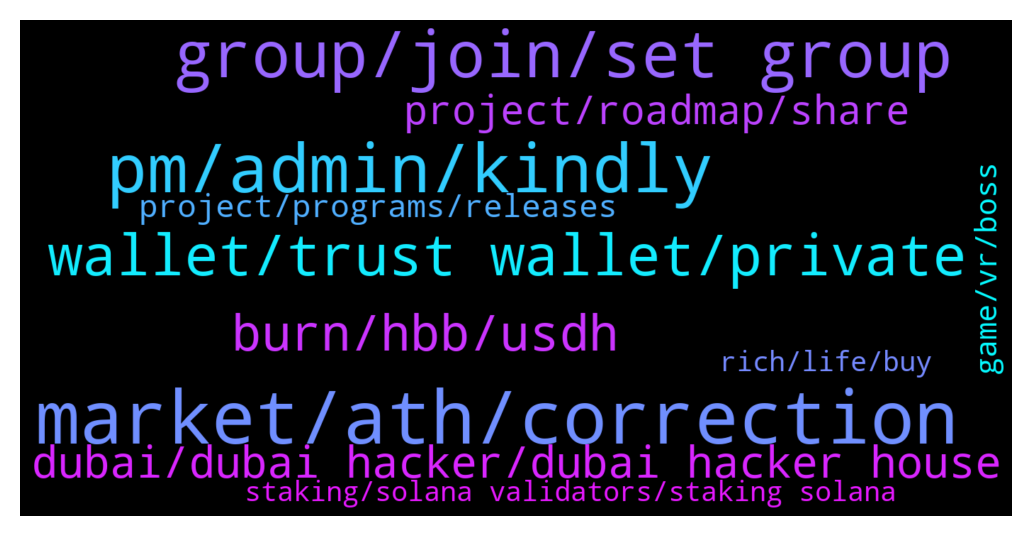 group/join/set group
project/roadmap/share
pm/admin/kindly
game/vr/boss
project/programs/releases
wallet/trust wallet/private
burn/hbb/usdh
rich/life/buy
market/ath/correction
dubai/dubai hacker/dubai hacker house
staking/solana validators/staking solana